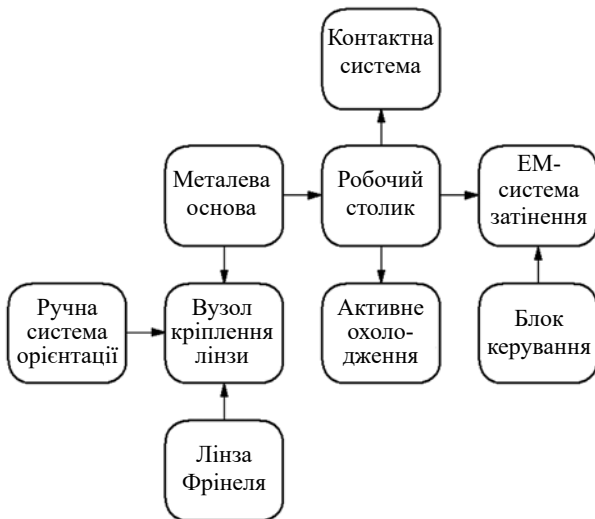 Контактна
система
Металева
основа
Робочий
столик
ЕМ-
система
затінення
Ручна
система
орієнтації
Вузол
кріплення
лінзи
Активне
охоло-
дження
Блок
керування
Лінза
Фрінеля